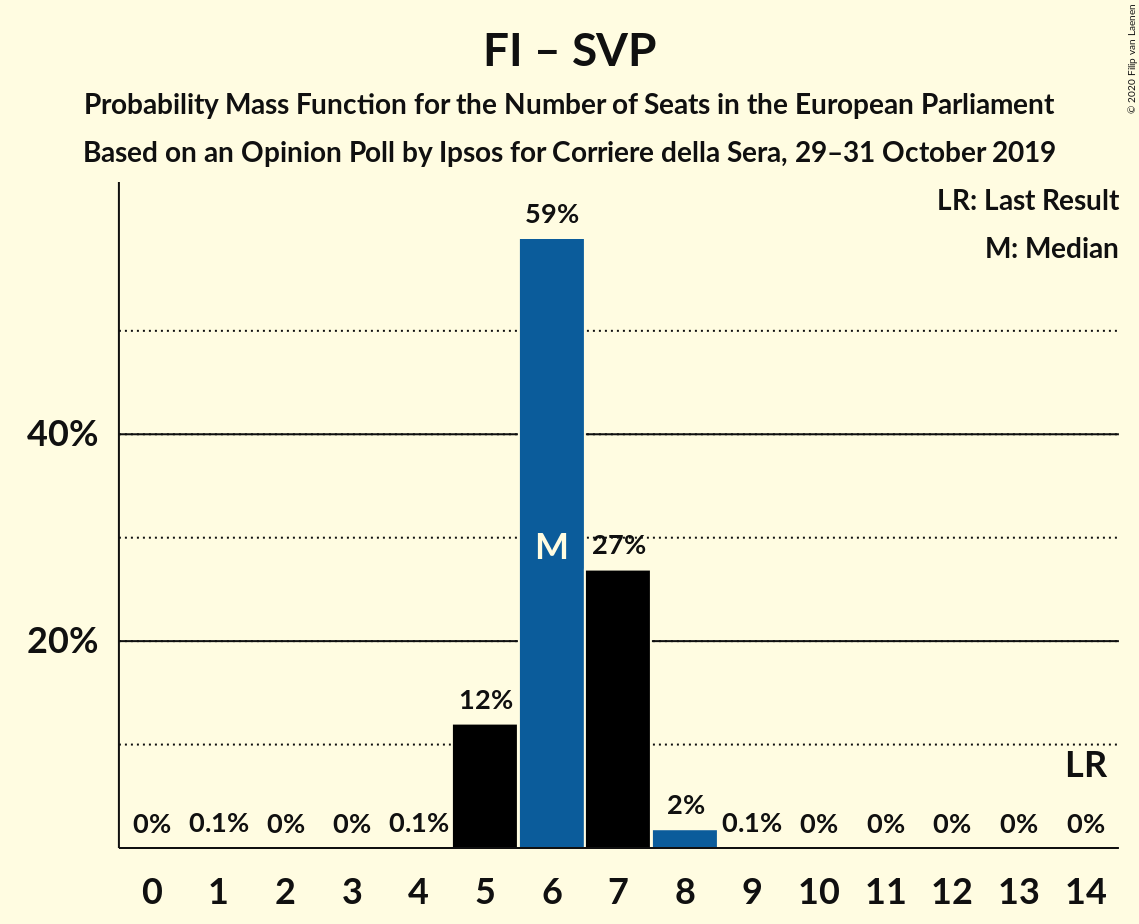 FI – SVP
Probability Mass Function for the Number of Seats in the European Parliament
Based on an Opinion Poll by Ipsos for Corriere della Sera, 29–31 October 2019
© 2020 Filip van Laenen
LR: Last Result
M: Median
59%
40%
M
27%
20%
12%
LR
0% 0.1% 0% 0% 0.1% 2% 0.1% 0% 0% 0% 0% 0%
0 1 2 3 4 5 6 7 8 9 10 11 12 13 14